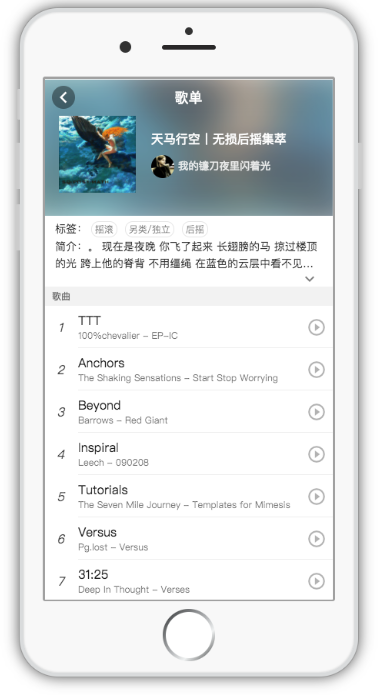 歌单
天马行空｜无损后摇集萃
我的镰刀夜里闪着光
标签： 摇滚 另类/独立 后摇
简介：。 现在是夜晚 你飞了起来 长翅膀的马 掠过楼顶
的光 跨上他的脊背 不用缰绳 在蓝色的云层中看不见...
歌曲
1 TTT
100%chevalier - EP-IC
2 Anchors
The Shaking Sensations - Start Stop Worrying
3 Beyond
Barrows - Red Giant
4 Inspiral
Leech - 090208
5 Tutorials
The Seven Mile Journey - Templates for Mimesis
6 Versus
Pg.lost - Versus
7 31:25
Deep In Thought - Verses